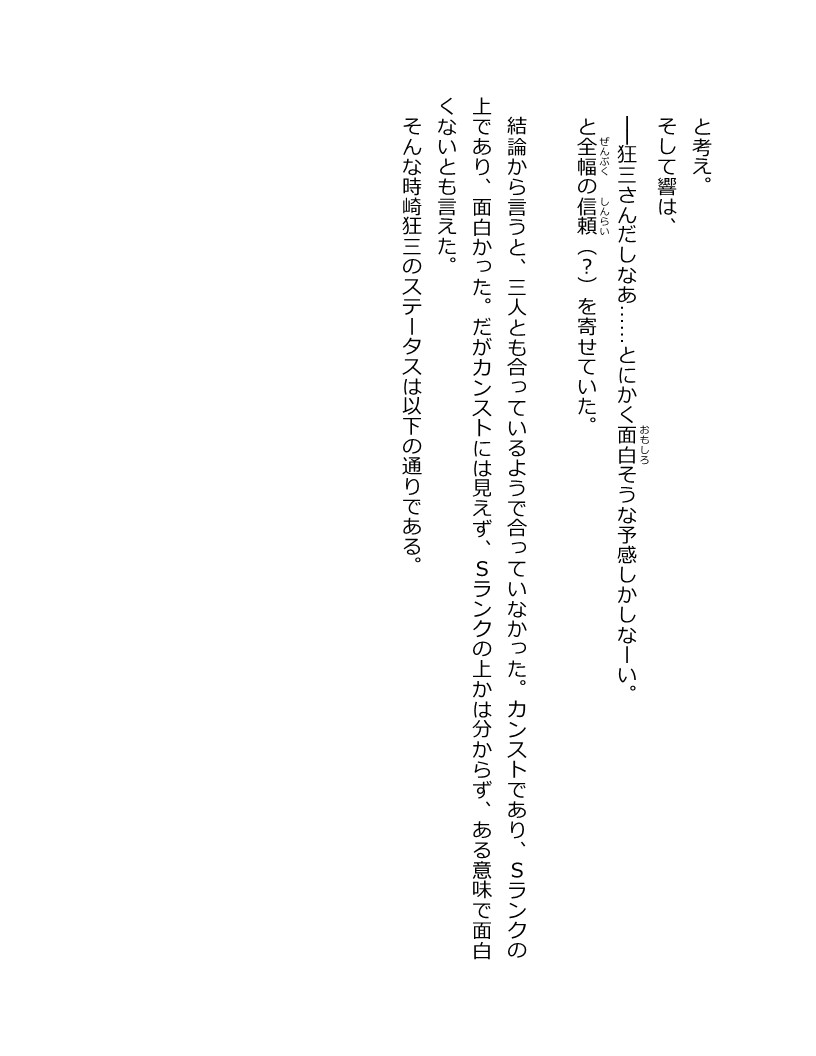 と考え。
そして響は、
――狂三さんだしなあ……とにかく面白そうな予感しかしなーい。
と全幅の信頼（？）を寄せていた。
結論から言うと、三人とも合っているようで合っていなかった。カンストであり、Sランクの
上であり、面白かった。だがカンストには見えず、Sランクの上かは分からず、ある意味で面白
くないとも言えた。
そんな時崎狂三のステータスは以下の通りである。